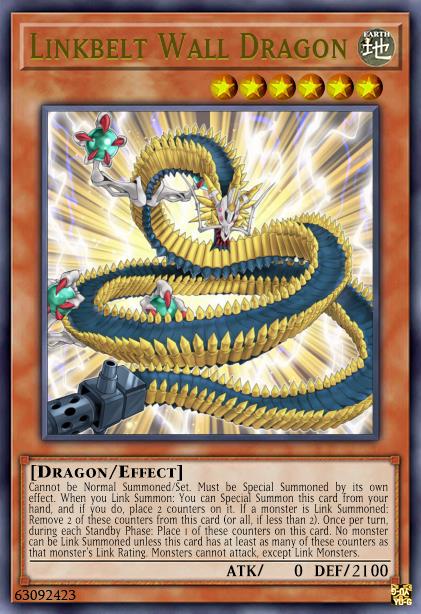 LINKBELT WALL DRAGON
EARTH
地
[DRAGON/EFFECT]
Cannot be Normal Summoned/Set. Must be Special Summoned by its own
effect. When you Link Summon: You can Special Summon this card from your
hand, and if you do, place 2 counters on it. If a monster is Link Summoned:
Remove 2 of these counters from this card (or all, if less than 2). Once per turn,
during each Standby Phase: Place 1 of these counters on this card. No monster
can be Link Summoned unless this card has at least as many of these counters as
that monster's Link Rating. Monsters cannot attack, except Link Monsters.
ATK/ 0 DEF/2100
63092423